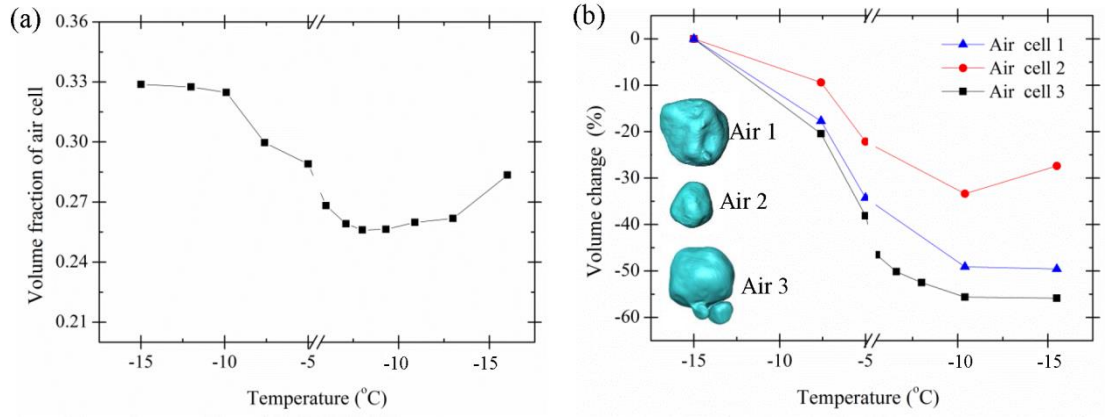 (a)
Volume fraction of air cell
0.36
0.33
0.30
0.27
0.24
0.21
-15
-10
-5
-10
-15
Temperature (°C)
(b)
Volume change (%)
0
-10
-20
-30
-40
-50
-60
Air cell 1
Air cell 2
Air cell 3
Air 1
Air 2
Air 3
-15
-10
-5
-10
-15
Temperature (°C)